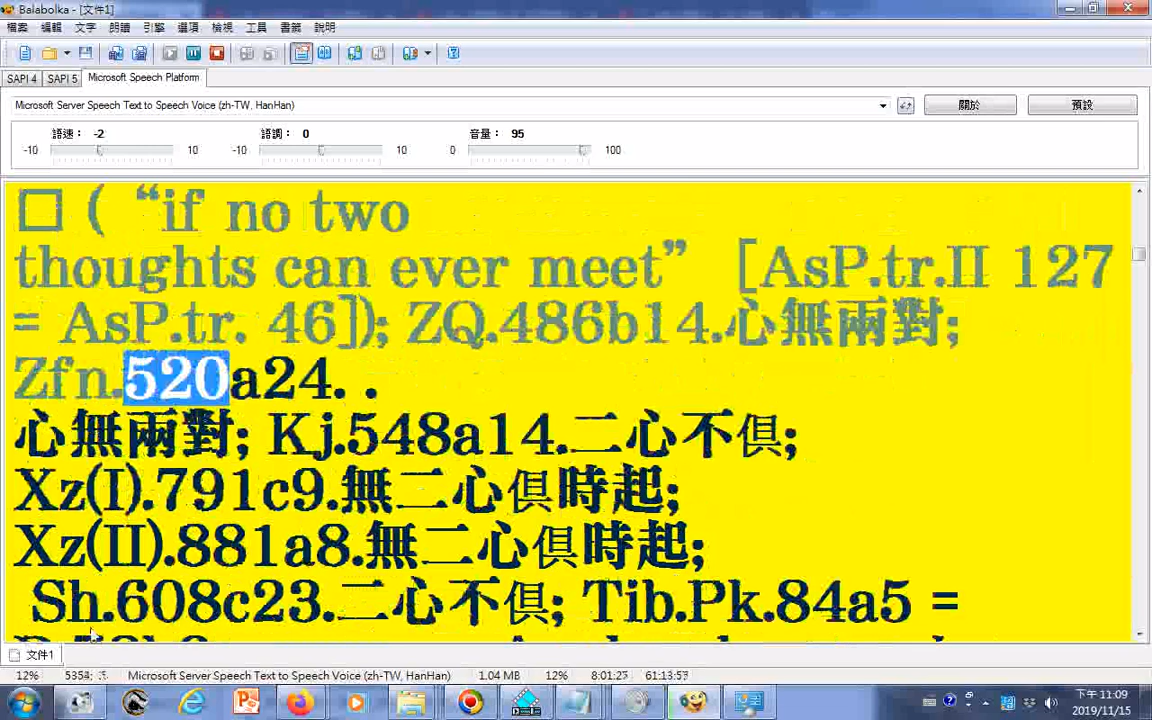 Balabolka - [文件1]
檔案 編輯 文字 朗讀 引擎 選項 檢視 工具 書籤 說明
SAPI 4 SAPI 5 Microsoft Speech Platform
Microsoft Server Speech Text to Speech Voice (zh-TW, HanHan) 關於 預設
語速： -2 語調： 0 音量： 95
-10 10 -10 10 0 100
□ ( “if no two
thoughts can ever meet” [AsP.tr.II 127
= AsP.tr. 46]); ZQ.486b14.心無兩對;
Zfn.520a24. .
心無兩對; Kj.548a14.二心不俱;
Xz(I).791c9.無二心俱時起;
Xz(II).881a8.無二心俱時起;
Sh.608c23.二心不俱; Tib.Pk.84a5 =
文件1
12% Microsoft Server Speech Text to Speech Voice (zh-TW, HanHan) 1.04 MB 12%
下午 11:09
2019/11/15